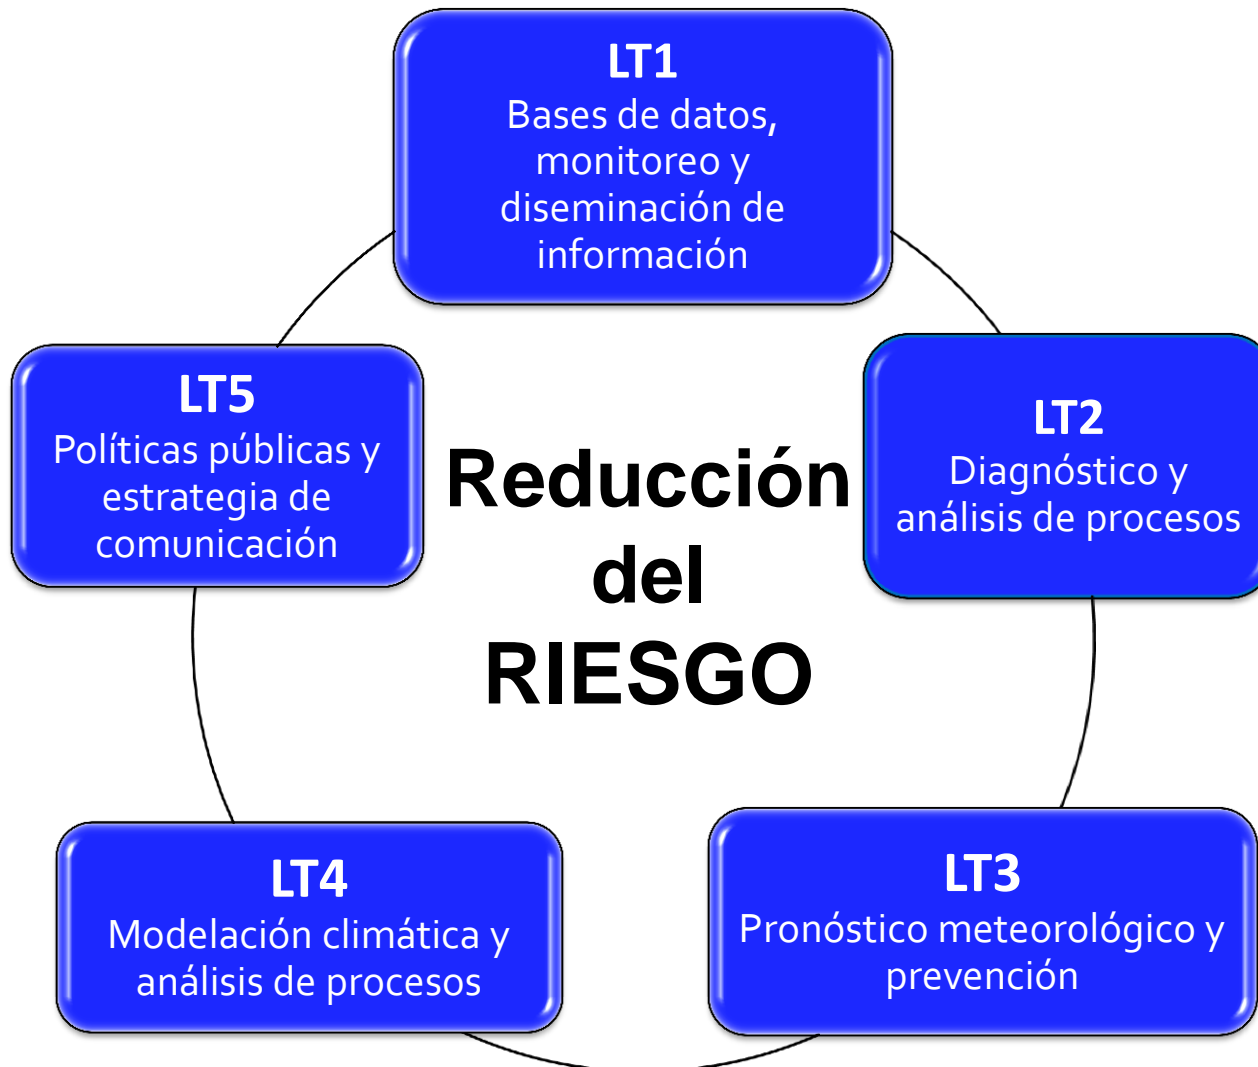 LT1
Bases de datos,
monitoreo y
diseminación de
información
LT5
Políticas públicas y
estrategia de
comunicación
Reducción
del
RIESGO
LT2
Diagnóstico y
análisis de procesos
LT4
Modelación climática y
análisis de procesos
LT3
Pronóstico meteorológico y
prevención